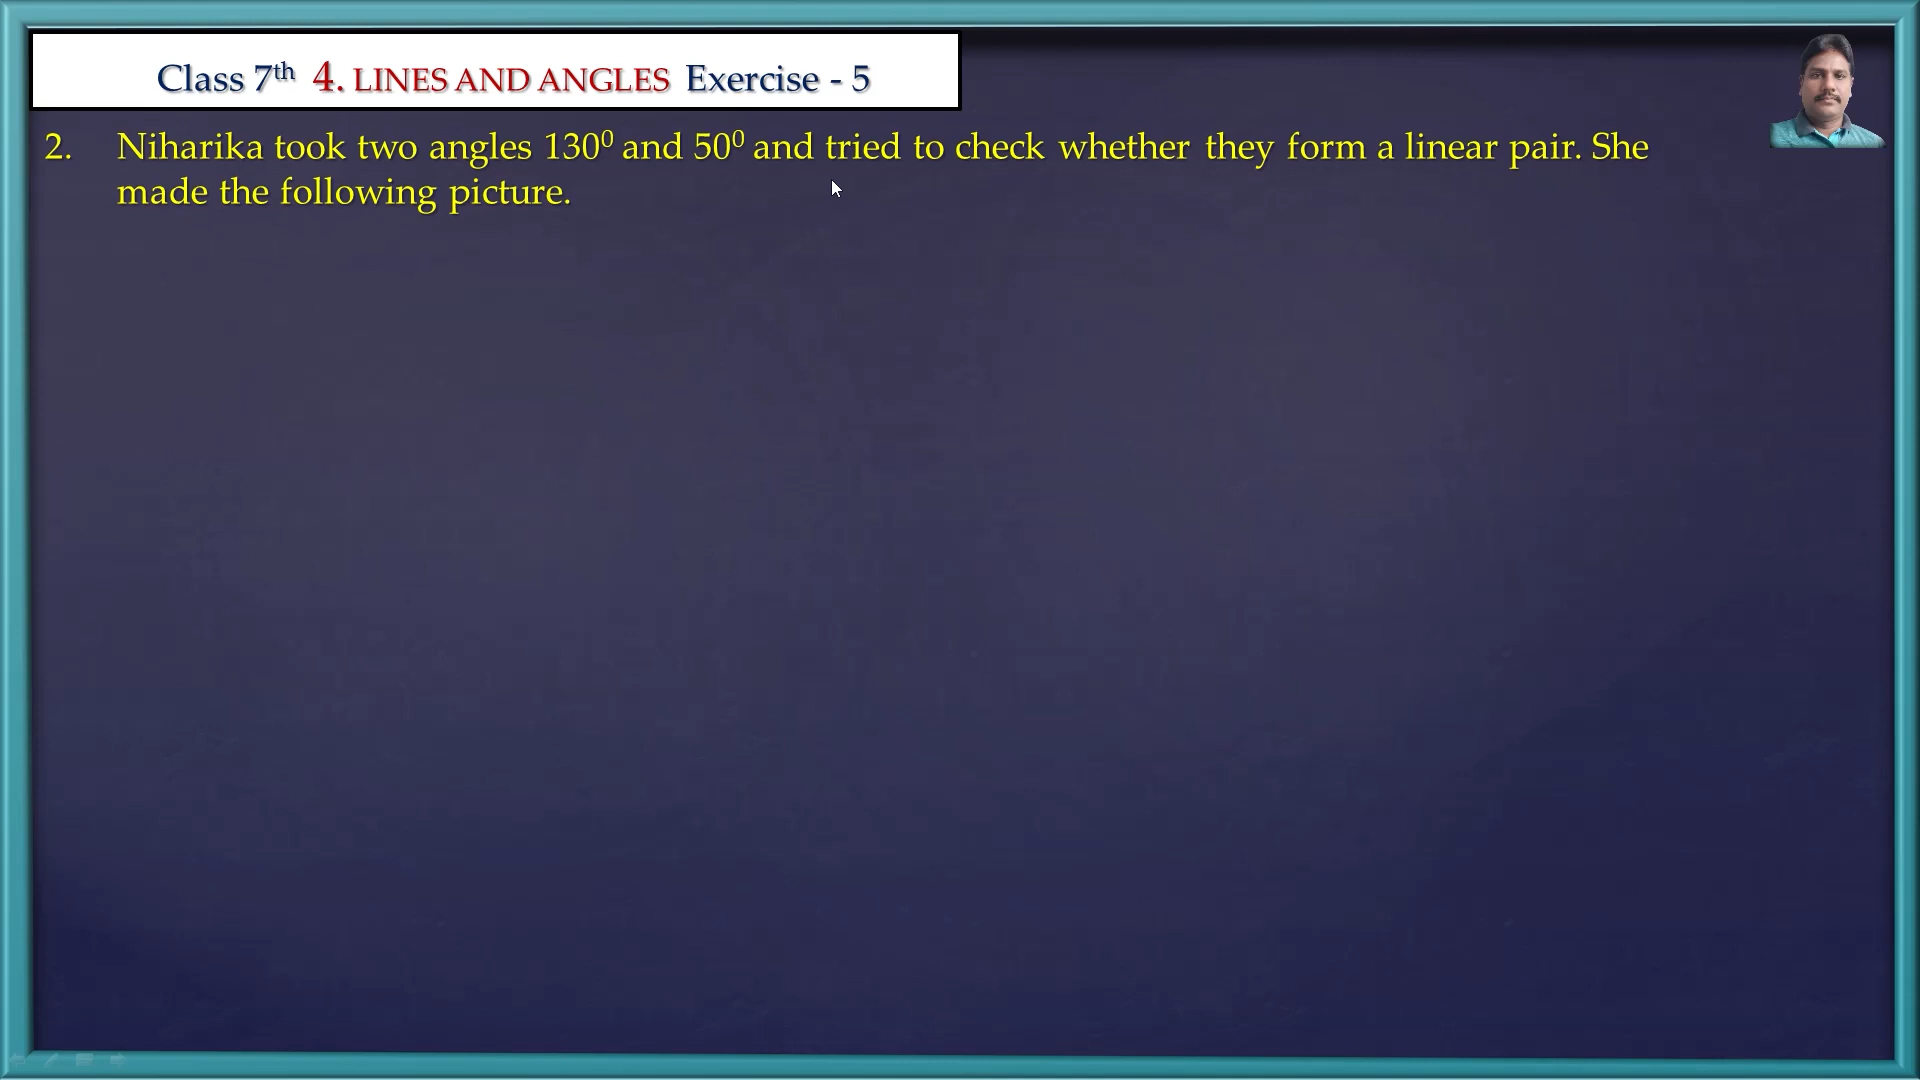 Class 7th 4. LINES AND ANGLES Exercise - 5
2. Niharika took two angles 130⁰ and 50⁰ and tried to check whether they form a linear pair. She
made the following picture.